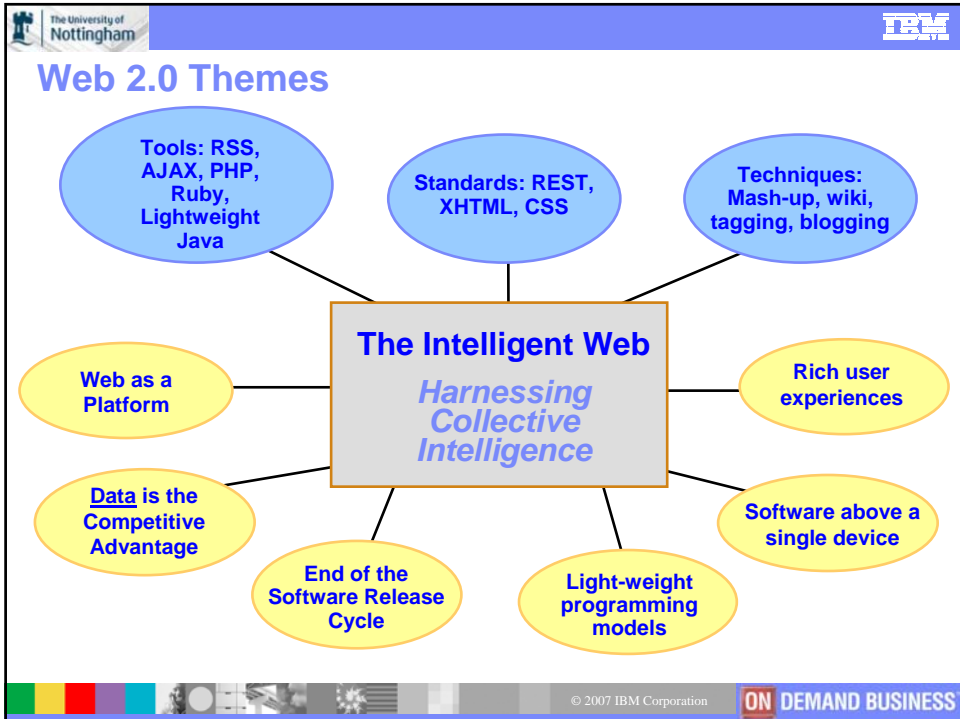 The University of
Nottingham
IBM
Web 2.0 Themes
Tools: RSS,
AJAX, PHP,
Ruby,
Lightweight
Java
Standards: REST,
XHTML, CSS
Techniques:
Mash-up, wiki,
tagging, blogging
The Intelligent Web
Harnessing
Collective
Intelligence
Web as a
Platform
Rich user
experiences
Data is the
Competitive
Advantage
Software above a
single device
End of the
Software Release
Cycle
Light-weight
programming
models
© 2007 IBM Corporation
ON DEMAND BUSINESS